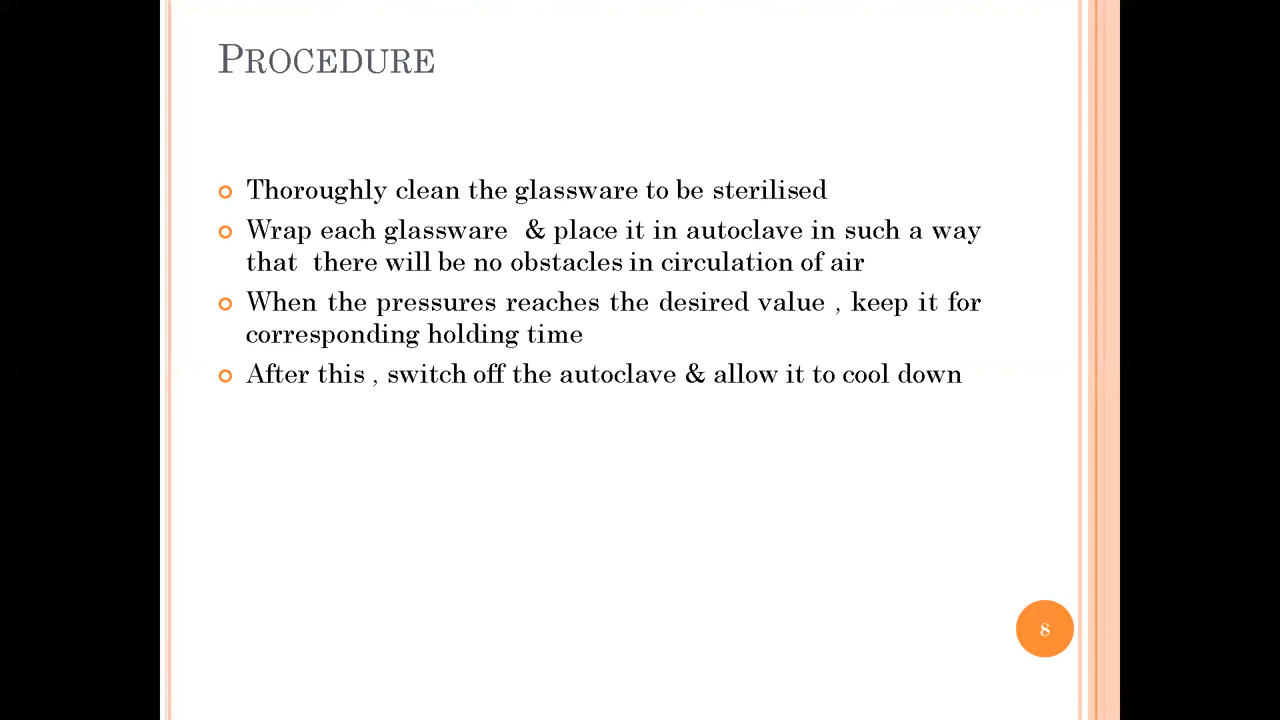 PROCEDURE
Thoroughly clean the glassware to be sterilised
Wrap each glassware & place it in autoclave in such a way
that there will be no obstacles in circulation of air
When the pressures reaches the desired value , keep it for
corresponding holding time
After this , switch off the autoclave & allow it to cool down
8